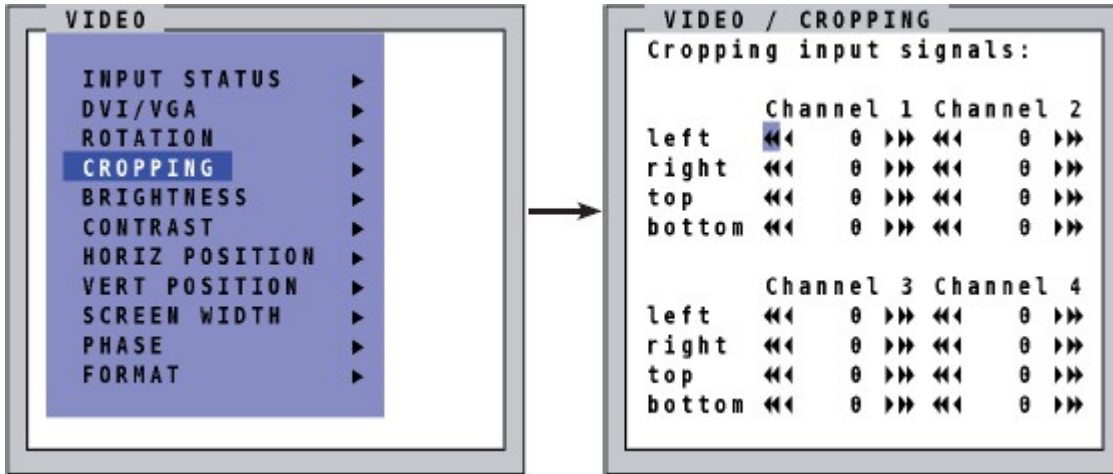 VIDEO
INPUT STATUS ▶
DVI/VGA ▶
ROTATION ▶
CROPPING ▶
BRIGHTNESS ▶
CONTRAST ▶
HORIZ POSITION ▶
VERT POSITION ▶
SCREEN WIDTH ▶
PHASE ▶
FORMAT ▶
VIDEO / CROPPING
Cropping input signals:
Channel 1 Channel 2
left ◀◀◀ 0 ▶▶▶ ◀◀◀ 0 ▶▶▶
right ◀◀◀ 0 ▶▶▶ ◀◀◀ 0 ▶▶▶
top ◀◀◀ 0 ▶▶▶ ◀◀◀ 0 ▶▶▶
bottom ◀◀◀ 0 ▶▶▶ ◀◀◀ 0 ▶▶▶
Channel 3 Channel 4
left ◀◀◀ 0 ▶▶▶ ◀◀◀ 0 ▶▶▶
right ◀◀◀ 0 ▶▶▶ ◀◀◀ 0 ▶▶▶
top ◀◀◀ 0 ▶▶▶ ◀◀◀ 0 ▶▶▶
bottom ◀◀◀ 0 ▶▶▶ ◀◀◀ 0 ▶▶▶